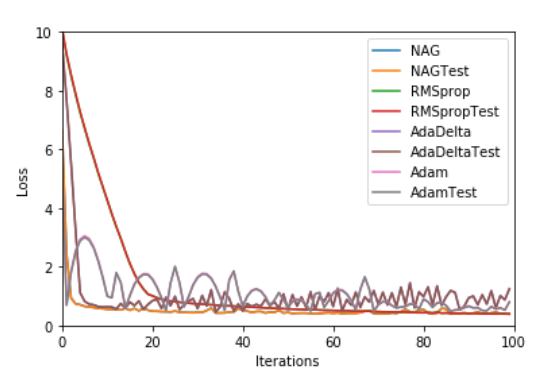 10
8
6
4
2
0
Loss
0 20 40 60 80 100
Iterations
NAG
NAGTest
RMSprop
RMSpropTest
AdaDelta
AdaDeltaTest
Adam
AdamTest